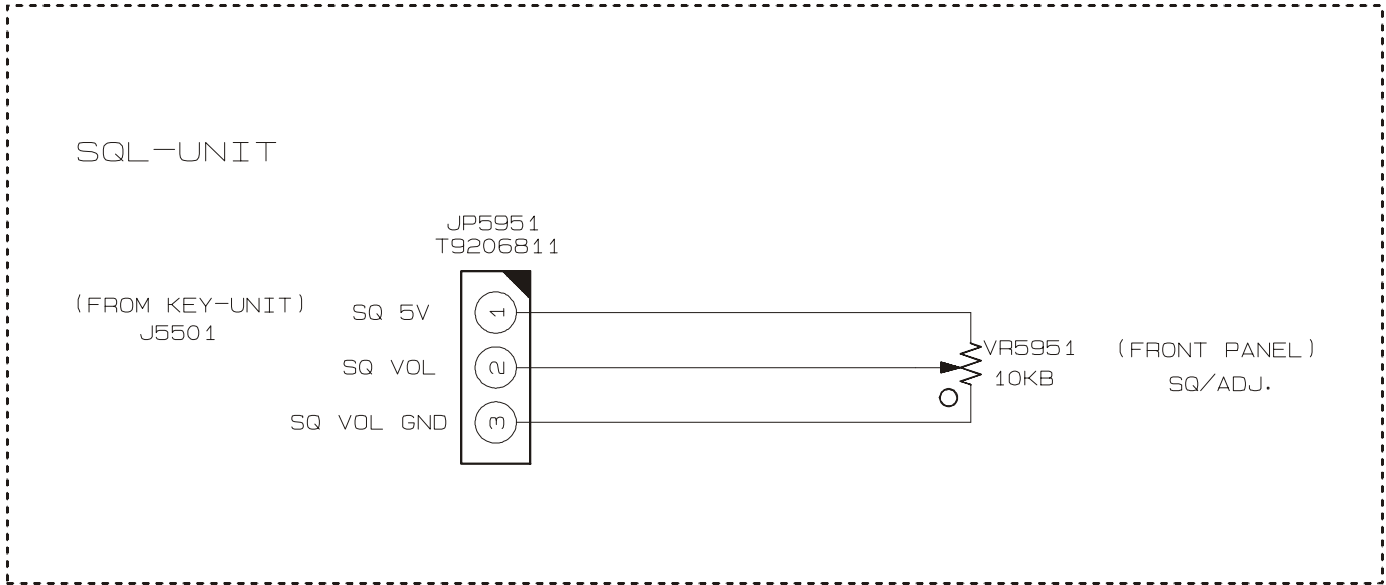 SQL-UNIT
JP5951
T9206811
(FROM KEY-UNIT)
J5501
SQ 5V
1
SQ VOL
2
SQ VOL GND
3
VR5951
10KB
(FRONT PANEL)
SQ/ADJ.